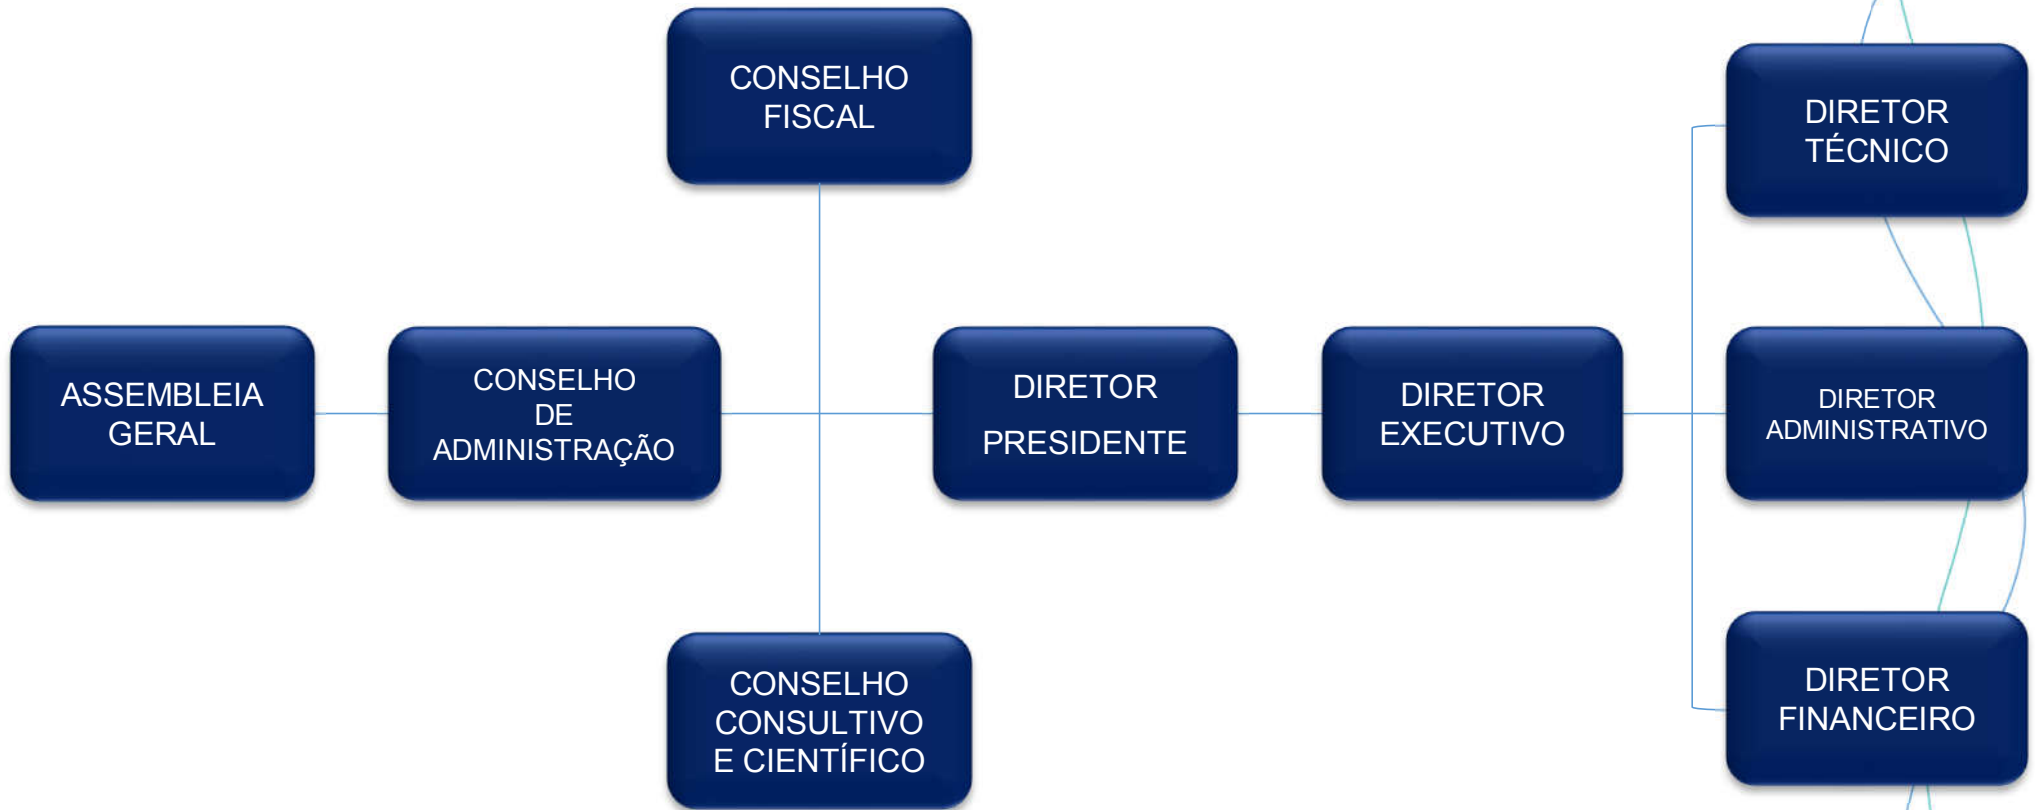 CONSELHO
FISCAL
DIRETOR
TÉCNICO
ASSEMBLEIA
GERAL
CONSELHO
DE
ADMINISTRAÇÃO
DIRETOR
PRESIDENTE
DIRETOR
EXECUTIVO
DIRETOR
ADMINISTRATIVO
CONSELHO
CONSULTIVO
E CIENTÍFICO
DIRETOR
FINANCEIRO